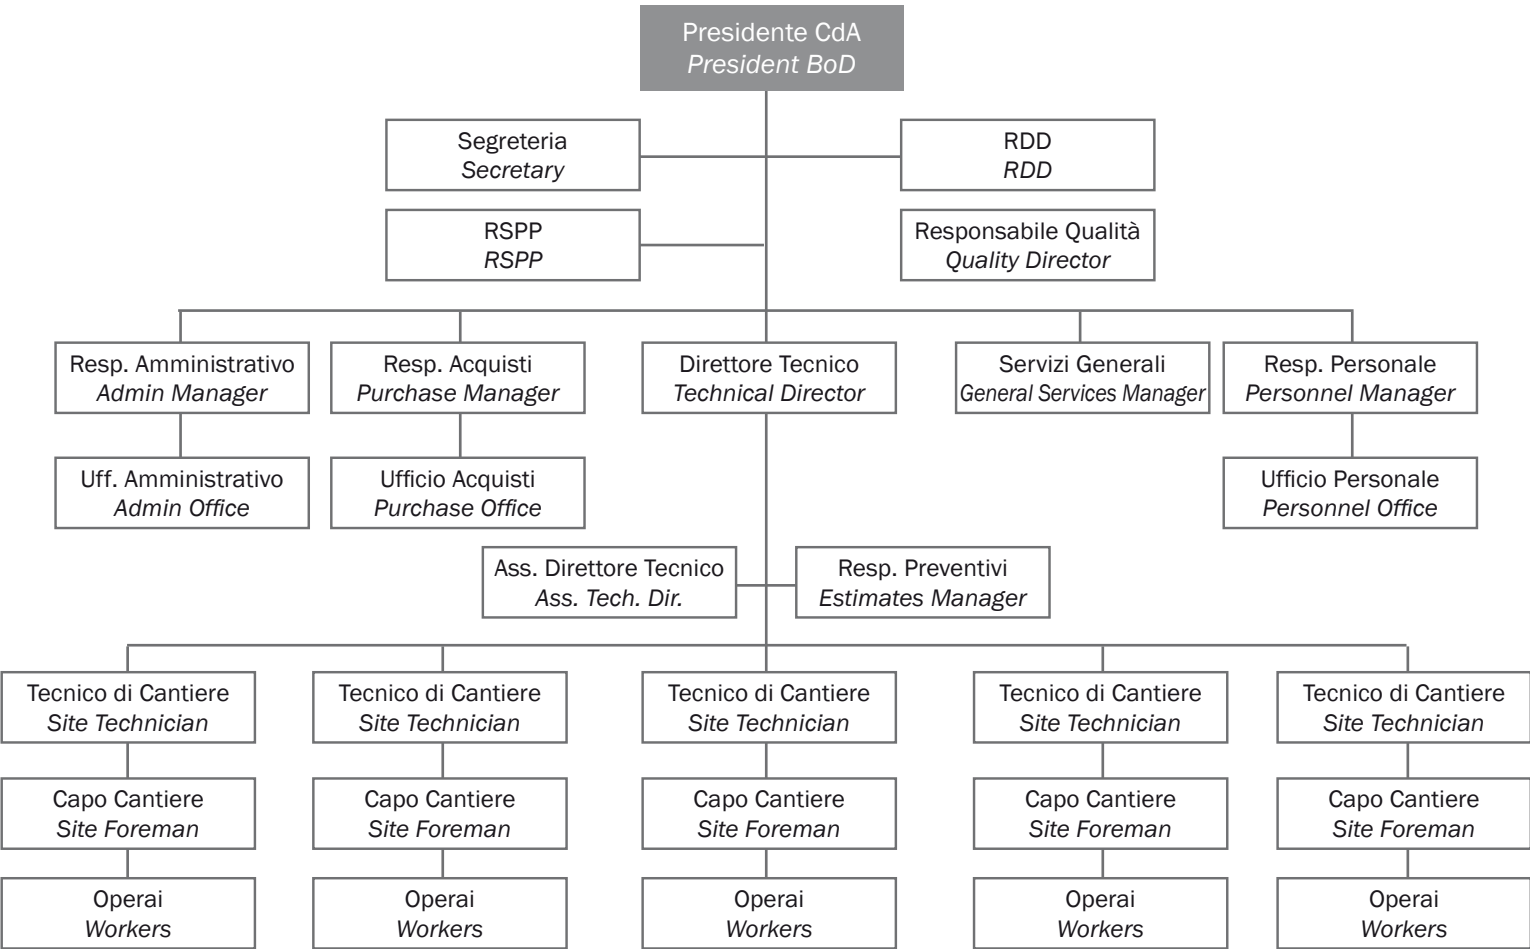 Presidente CdA
President BoD
Segreteria
Secretary
RDD
RDD
RSPP
RSPP
Responsabile Qualità
Quality Director
Resp. Amministrativo
Admin Manager
Resp. Acquisti
Purchase Manager
Direttore Tecnico
Technical Director
Servizi Generali
General Services Manager
Resp. Personale
Personnel Manager
Uff. Amministrativo
Admin Office
Ufficio Acquisti
Purchase Office
Ufficio Personale
Personnel Office
Ass. Direttore Tecnico
Ass. Tech. Dir.
Resp. Preventivi
Estimates Manager
Tecnico di Cantiere
Site Technician
Tecnico di Cantiere
Site Technician
Tecnico di Cantiere
Site Technician
Tecnico di Cantiere
Site Technician
Tecnico di Cantiere
Site Technician
Capo Cantiere
Site Foreman
Capo Cantiere
Site Foreman
Capo Cantiere
Site Foreman
Capo Cantiere
Site Foreman
Capo Cantiere
Site Foreman
Operai
Workers
Operai
Workers
Operai
Workers
Operai
Workers
Operai
Workers